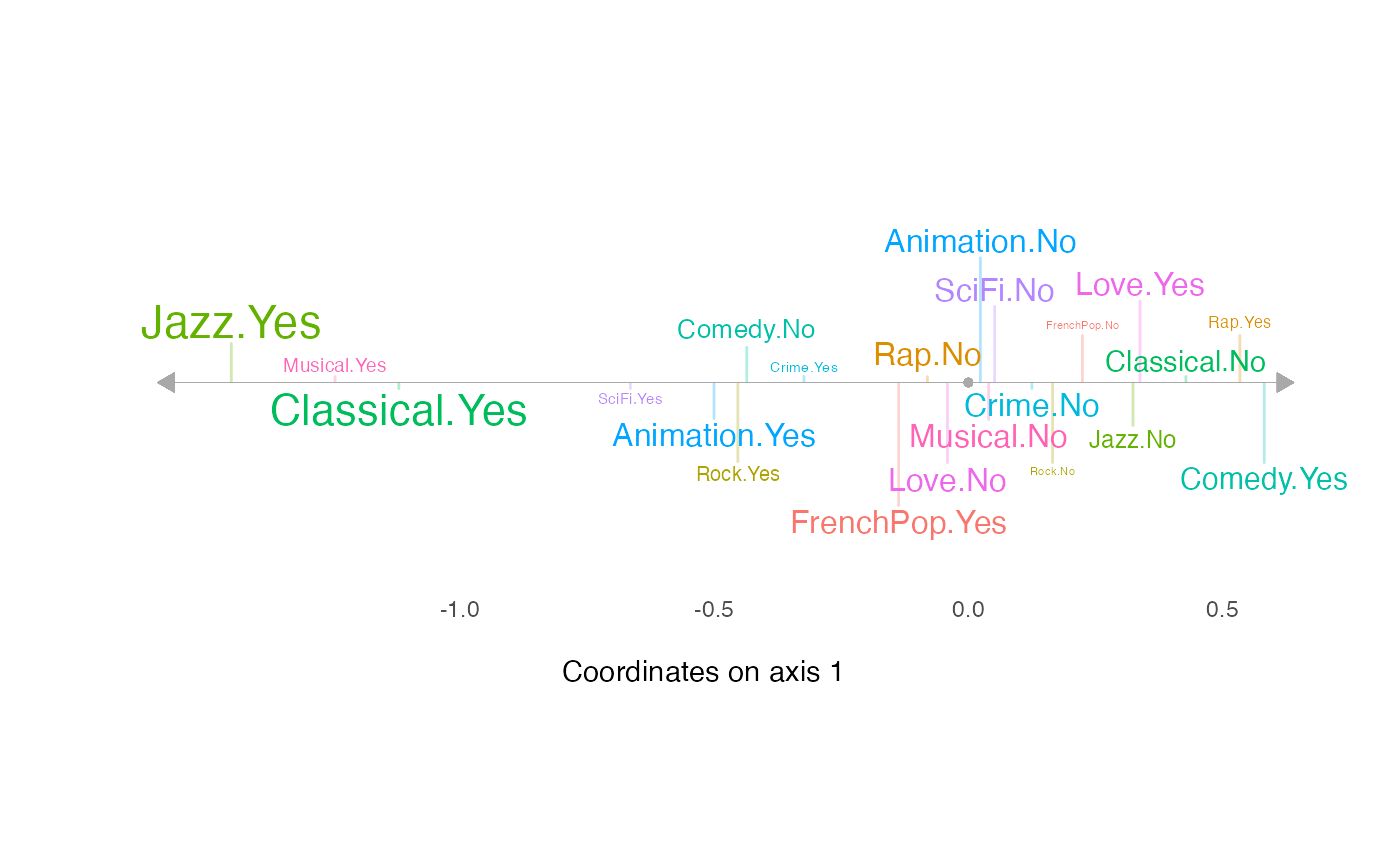 Animation.No
SciFi.No
Love.Yes
Jazz.Yes
Comedy.No
FrenchPop.No
Rap.Yes
Musical.Yes
Crime.Yes
Rap.No
Classical.No
Classical.Yes
SciFi.Yes
Crime.No
Animation.Yes
Musical.No
Jazz.No
Rock.Yes
Rock.No
Love.No
Comedy.Yes
FrenchPop.Yes
-1.0
-0.5
0.0
0.5
Coordinates on axis 1